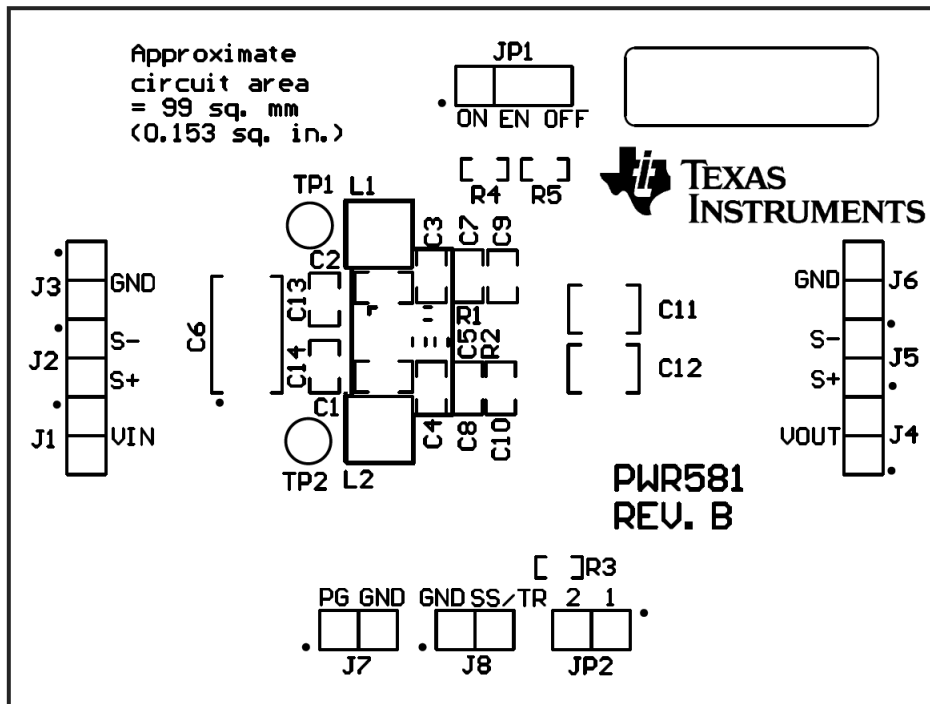 Approximate
circuit area
= 99 sq. mm
(0.153 sq. in.)
JP1
ON EN OFF
R4 R5
TEXAS
INSTRUMENTS
TP1 L1
C2 C3 C7 C9
J3 GND
C6 C13
GND J6
J2 S-
S+
C14
R1
C5 R2
C11
C12
S- J5
S+
J1 VIN
C1 C4 C8 C10
VOUT J4
TP2 L2
PWR581
REV. B
R3
PG GND GND SS/TR 2 1
J7 J8 JP2